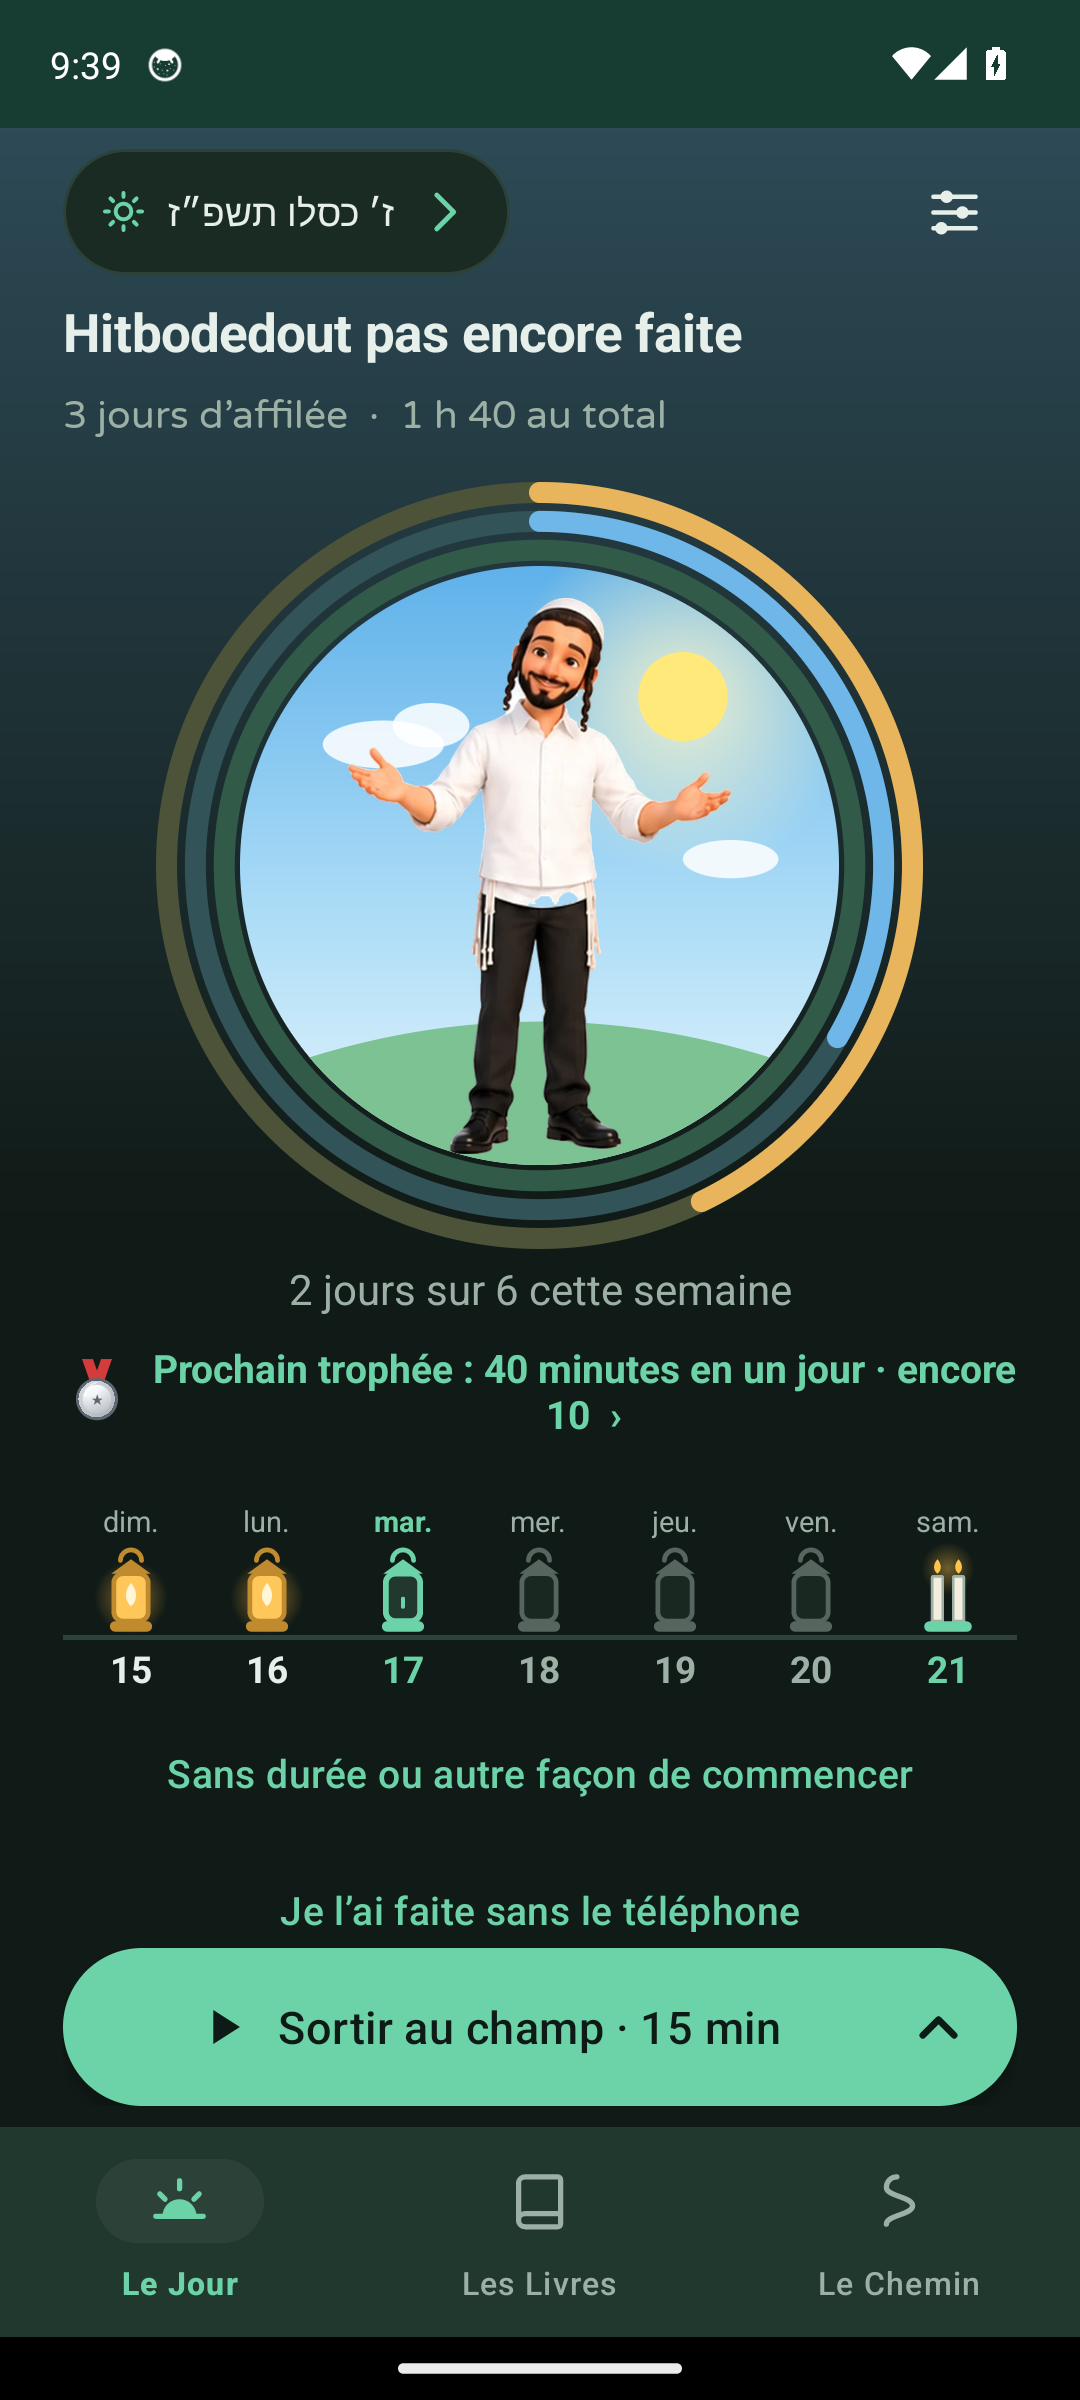 9:39
ז׳ כסלו תשפ״ז
Hitbodedout pas encore faite
3 jours d’affilée · 1 h 40 au total
2 jours sur 6 cette semaine
Prochain trophée : 40 minutes en un jour · encore
10 ›
dim. lun. mar. mer. jeu. ven. sam.
15 16 17 18 19 20 21
Sans durée ou autre façon de commencer
Je l’ai faite sans le téléphone
Sortir au champ · 15 min
Le Jour Les Livres Le Chemin